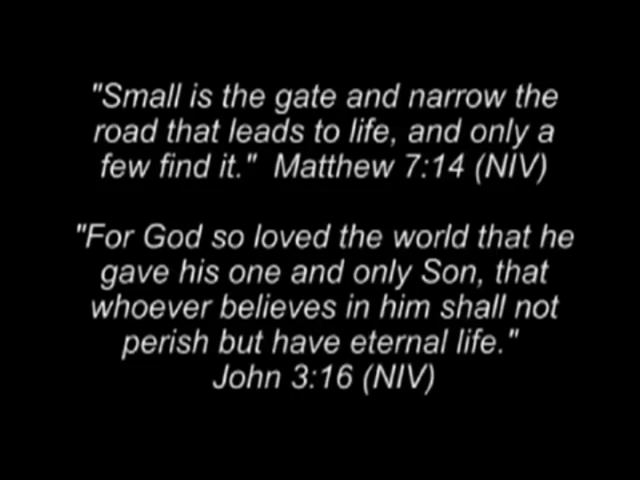 "Small is the gate and narrow the
road that leads to life, and only a
few find it."  Matthew 7:14 (NIV)
"For God so loved the world that he
gave his one and only Son, that
whoever believes in him shall not
perish but have eternal life."
John 3:16 (NIV)